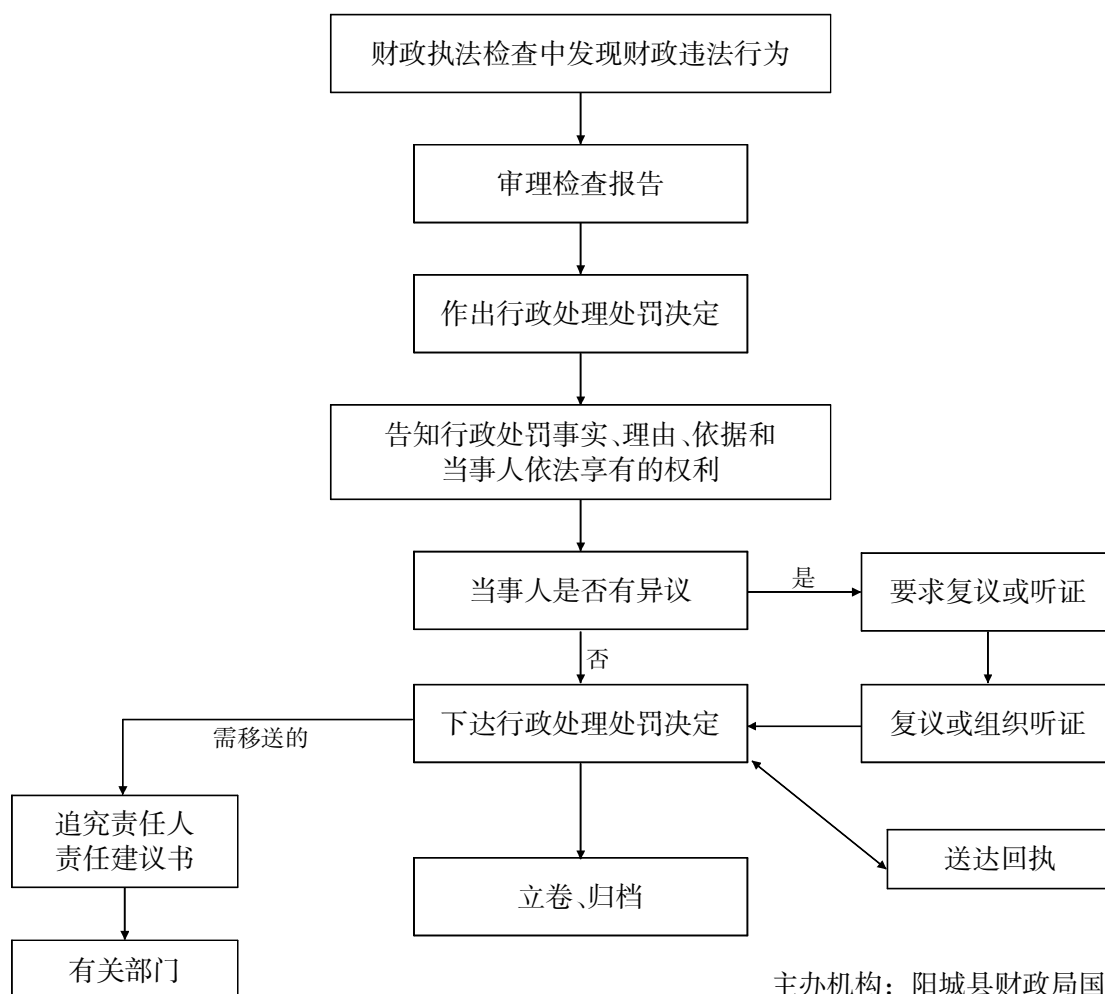 财政执法检查中发现财政违法行为
审理检查报告
作出行政处理处罚决定
告知行政处罚事实、理由、依据和
当事人依法享有的权利
当事人是否有异议
是
要求复议或听证
否
下达行政处理处罚决定
复议或组织听证
需移送的
追究责任人
责任建议书
送达回执
立卷、归档
有关部门
主办机构：阳城县财政局国